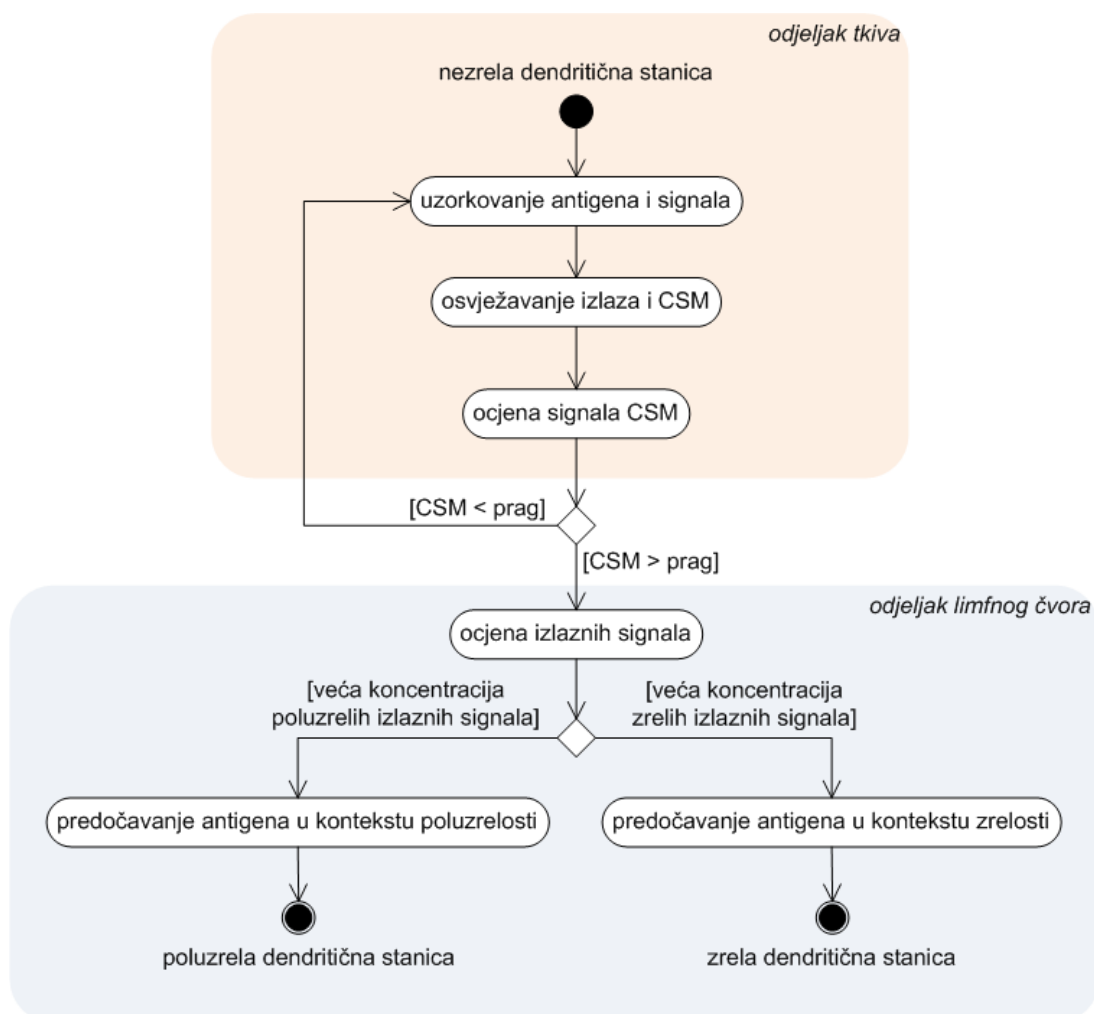 odjeljak tkiva
nezrela dendritična stanica
uzorkovanje antigena i signala
osvježavanje izlaza i CSM
ocjena signala CSM
[CSM < prag]
[CSM > prag]
odjeljak limfnog čvora
ocjena izlaznih signala
[veća koncentracija
poluzrelih izlaznih signala]
[veća koncentracija
zrelih izlaznih signala]
predočavanje antigena u kontekstu poluzrelosti
predočavanje antigena u kontekstu zrelosti
poluzrela dendritična stanica
zrela dendritična stanica